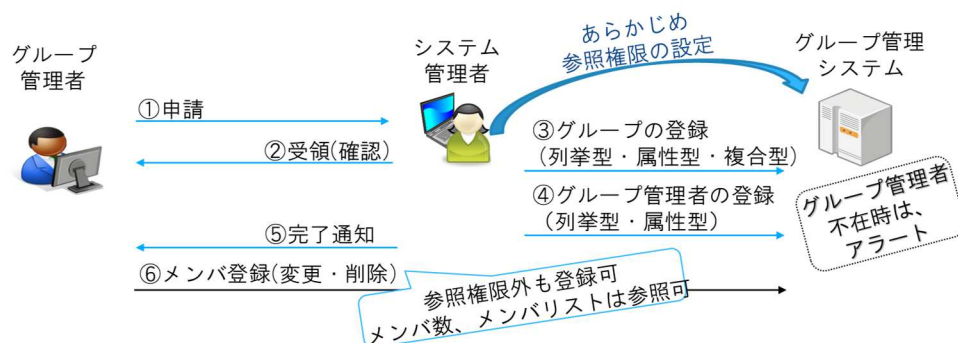 グループ
管理者
システム
管理者
あらかじめ
参照権限の設定
グループ管理
システム
①申請
②受領(確認)
③グループの登録
(列挙型・属性型・複合型)
④グループ管理者の登録
(列挙型・属性型)
グループ管理者
不在時は、
アラート
⑤完了通知
⑥メンバ登録(変更・削除)
参照権限外も登録可
メンバ数、メンバリストは参照可